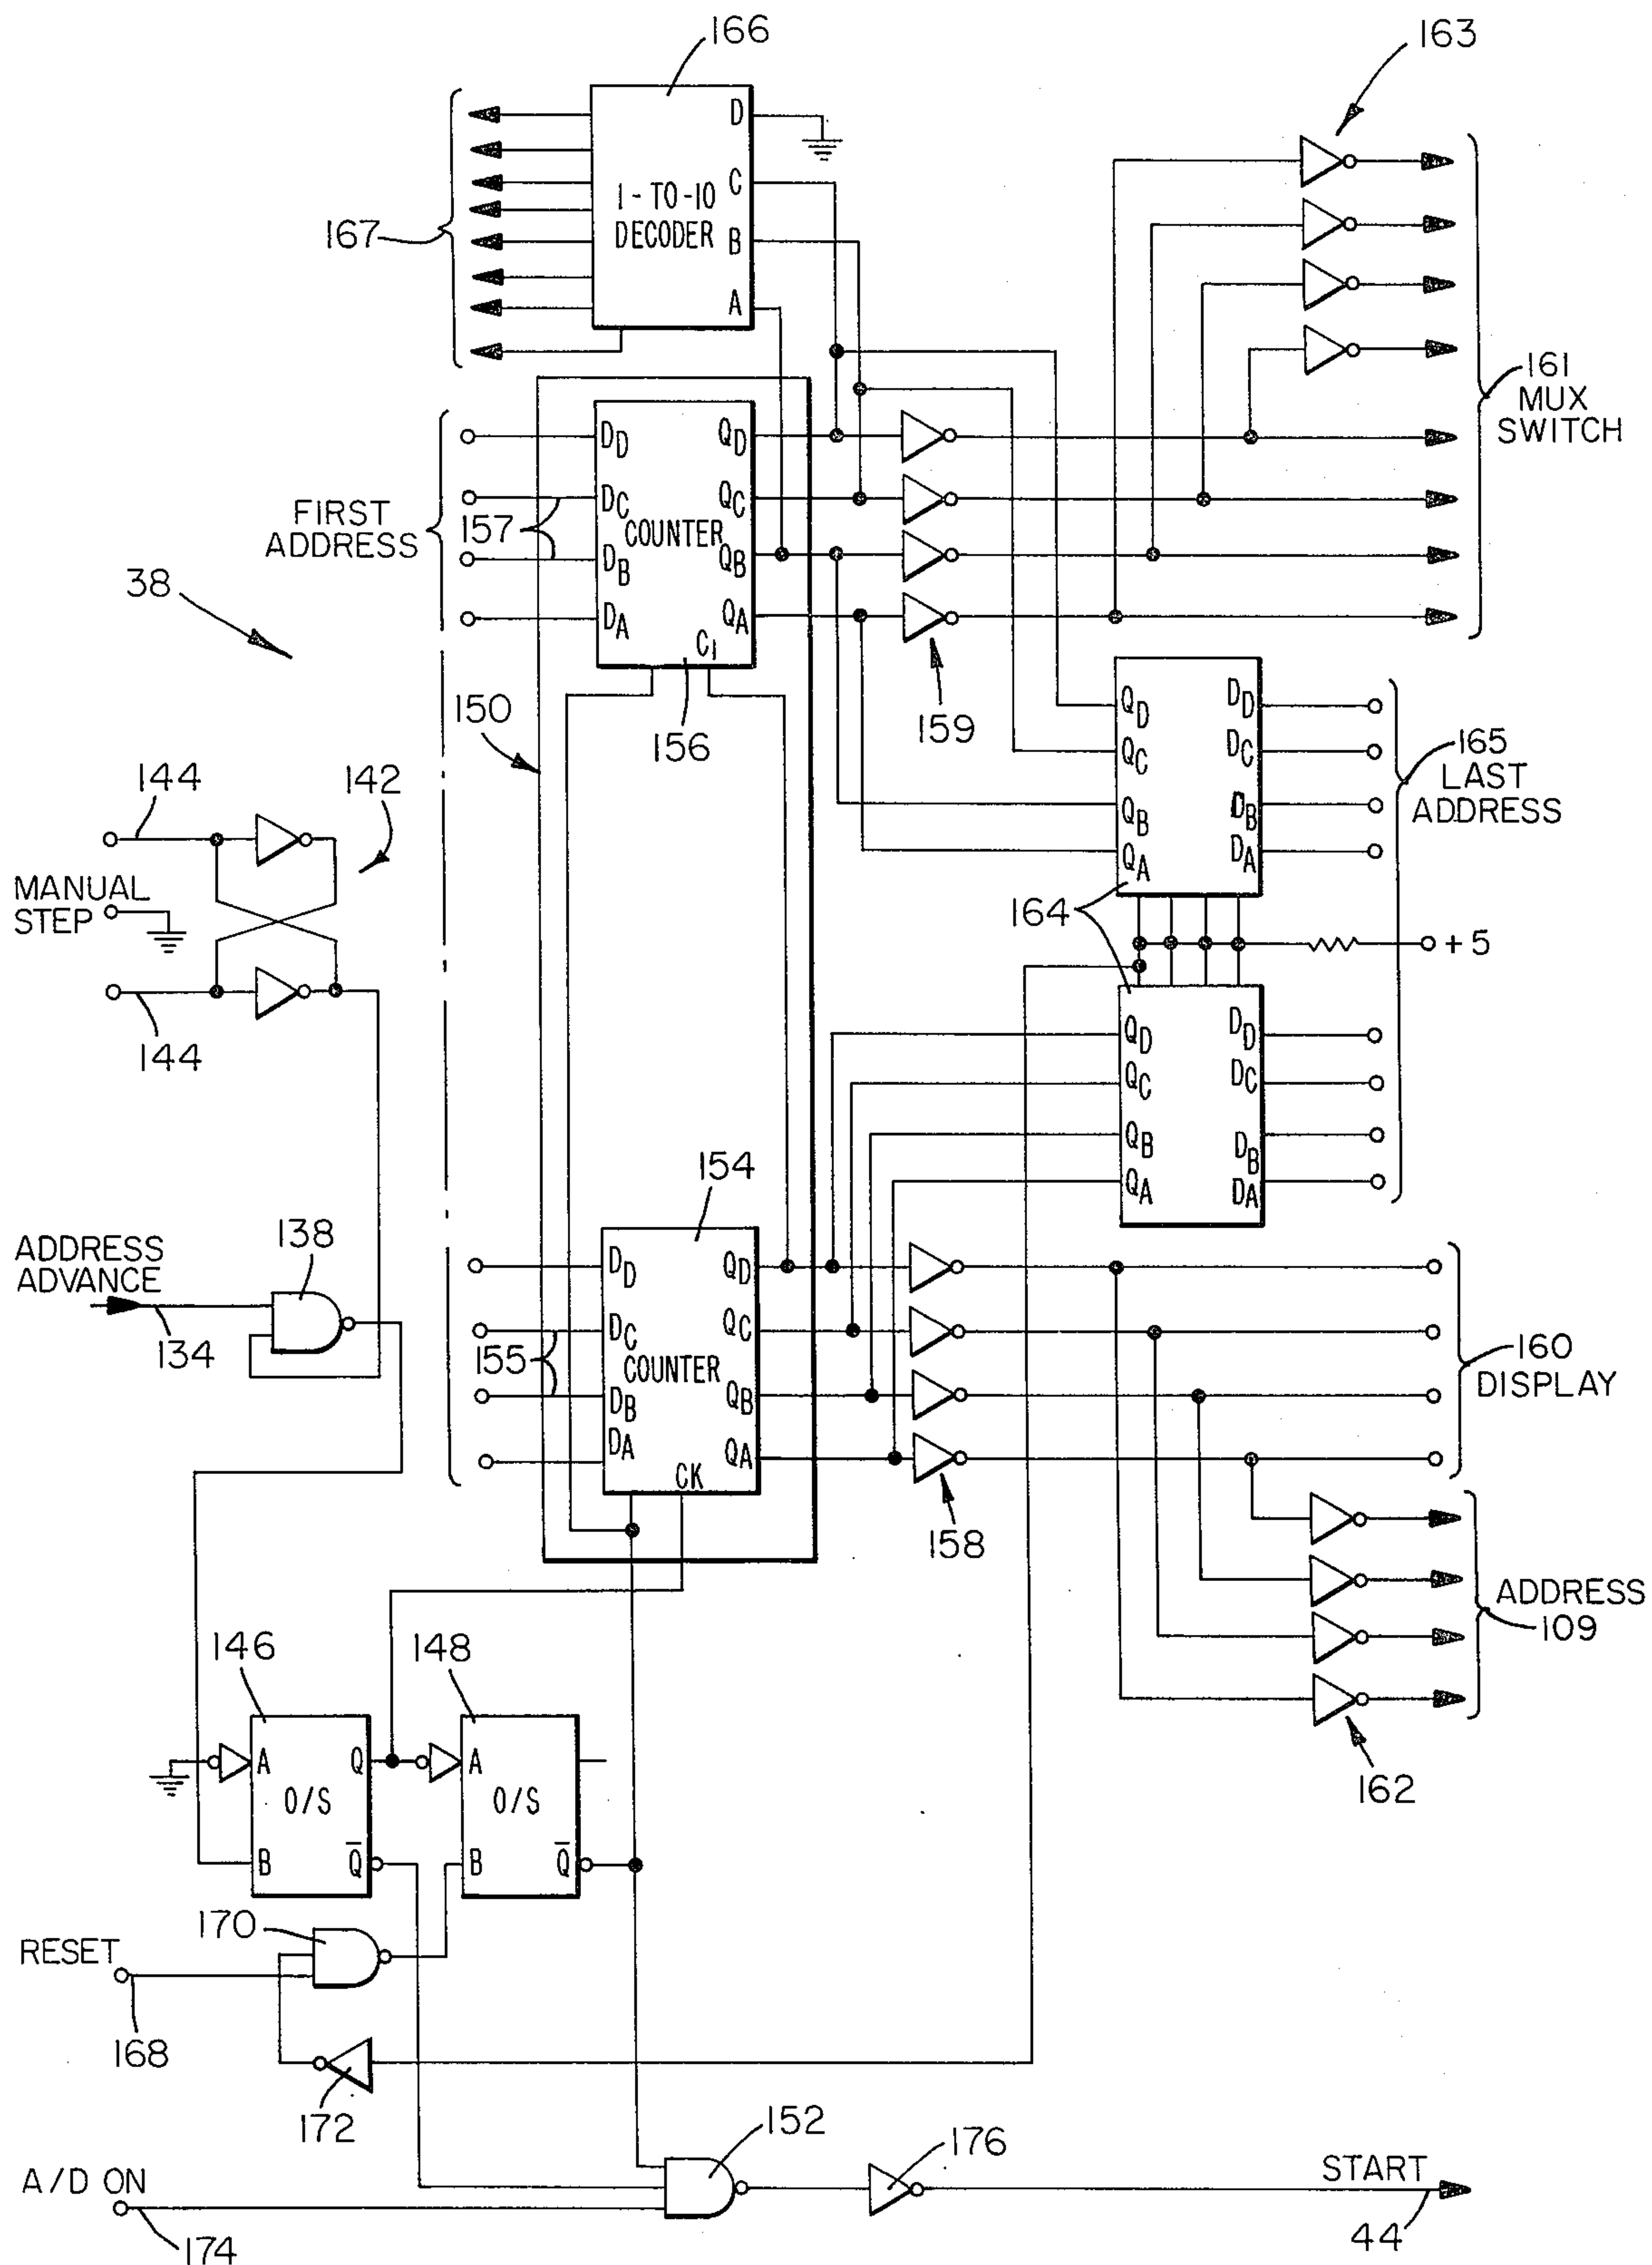 166
163
D
C
1-TO-10
DECODER
B
A
167
161
MUX
SWITCH
FIRST
ADDRESS
DD
DC
157
COUNTER
DB
DA
QD
QC
QB
QA
C1
156
159
38
150
144
142
MANUAL
STEP
144
QD
QC
QB
QA
DD
DC
DB
DA
165
LAST
ADDRESS
164
+5
QD
QC
QB
QA
DD
DC
DB
DA
154
ADDRESS
ADVANCE
138
134
DD
DC
155
COUNTER
DB
DA
QD
QC
QB
QA
CK
158
160
DISPLAY
ADDRESS
109
162
146
148
A
Q
O/S
B
Q̅
A
O/S
B
Q̅
170
RESET
168
172
152
176
START
44
A/D ON
174